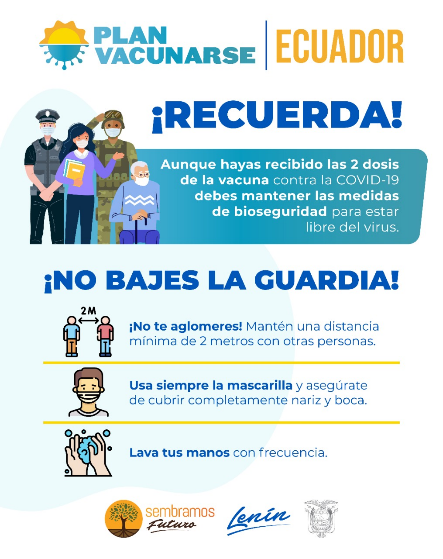 PLAN
VACUNARSE
ECUADOR
¡RECUERDA!
Aunque hayas recibido las 2 dosis
de la vacuna contra la COVID-19
debes mantener las medidas
de bioseguridad para estar
libre del virus.
¡NO BAJES LA GUARDIA!
2M
¡No te aglomeres! Mantén una distancia
mínima de 2 metros con otras personas.
Usa siempre la mascarilla y asegúrate
de cubrir completamente nariz y boca.
Lava tus manos con frecuencia.
sembramos
Futuro
Lenín